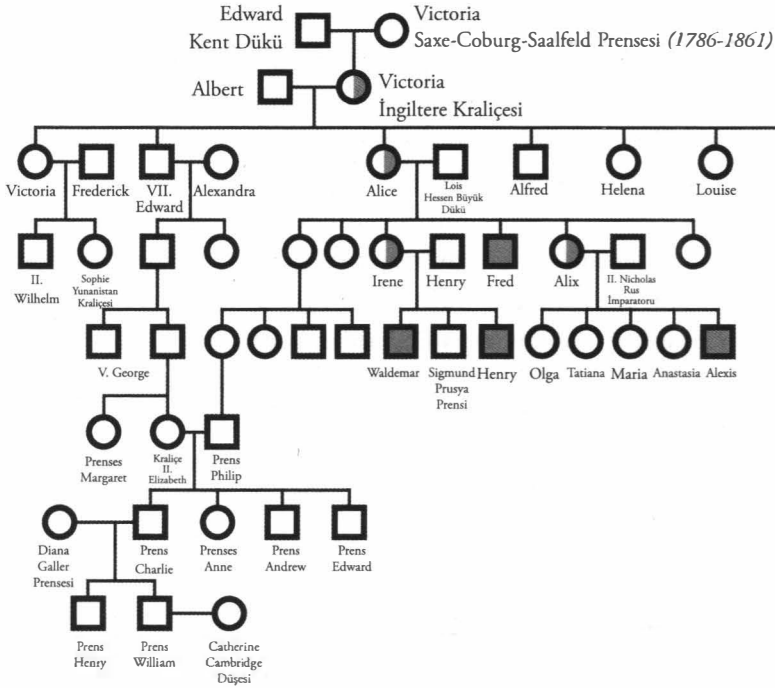 Edward
Kent Dükü
Victoria
Saxe-Coburg-Saalfeld Prensesi (1786-1861)
Albert
Victoria
İngiltere Kraliçesi
Victoria
Frederick
VII.
Edward
Alexandra
Alice
Lois
Hessen Büyük
Dükü
Alfred
Helena
Louise
II.
Wilhelm
Sophie
Yunanistan
Kraliçesi
Irene
Henry
Fred
Alix
II. Nicholas
Rus
İmparatoru
V. George
Waldemar
Sigmund
Prusya
Prensi
Henry
Olga
Tatiana
Maria
Anastasia
Alexis
Prenses
Margaret
Kraliçe
II.
Elizabeth
Prens
Philip
Diana
Galler
Prensesi
Prens
Charlie
Prenses
Anne
Prens
Andrew
Prens
Edward
Prens
Henry
Prens
William
Catherine
Cambridge
Düşesi